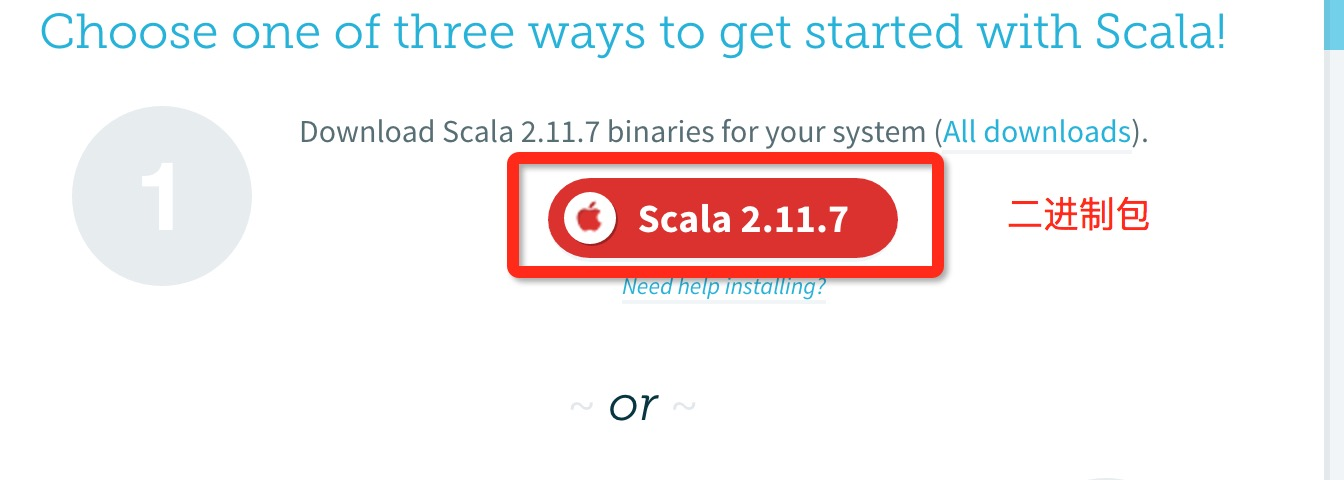 Choose one of three ways to get started with Scala!
1
Download Scala 2.11.7 binaries for your system (All downloads).
Scala 2.11.7
二进制包
Need help installing?
~ or ~